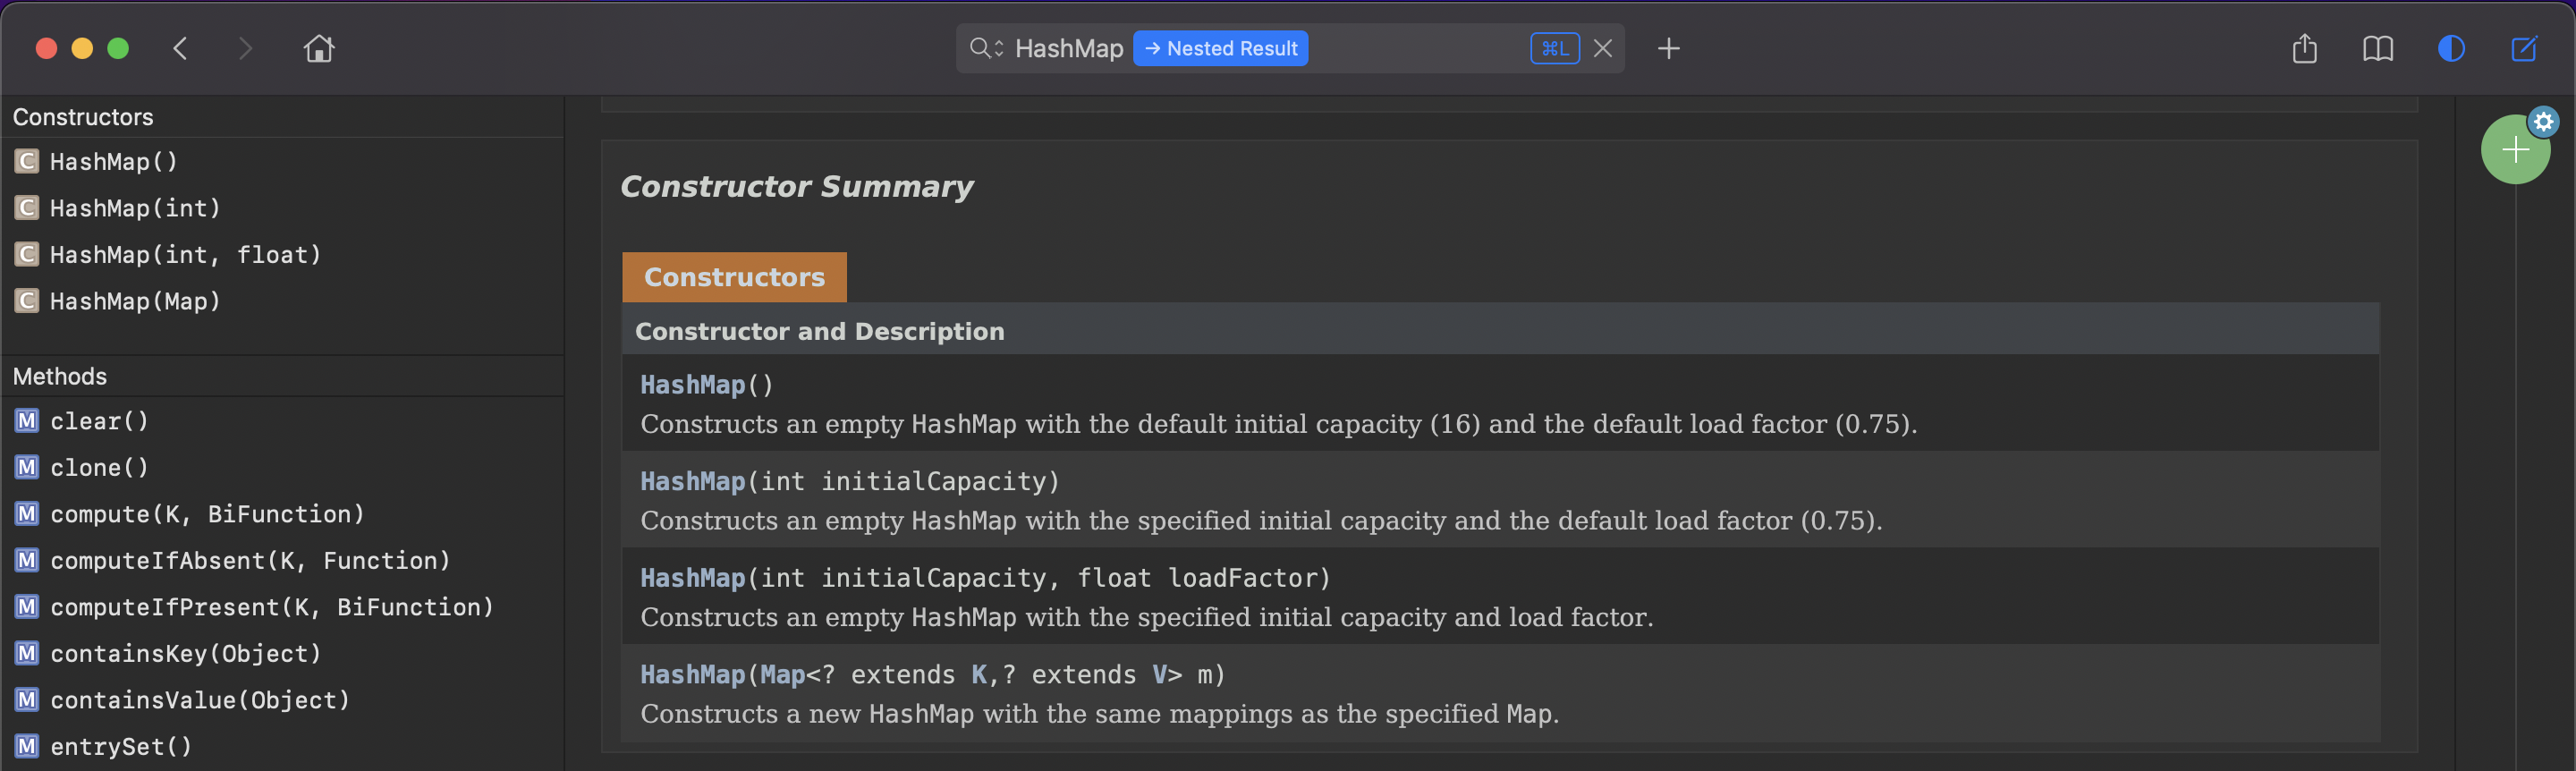 HashMap → Nested Result ⌘L
Constructors
C HashMap()
C HashMap(int)
C HashMap(int, float)
C HashMap(Map)
Methods
M clear()
M clone()
M compute(K, BiFunction)
M computeIfAbsent(K, Function)
M computeIfPresent(K, BiFunction)
M containsKey(Object)
M containsValue(Object)
M entrySet()
Constructor Summary
Constructors
Constructor and Description
HashMap()
Constructs an empty HashMap with the default initial capacity (16) and the default load factor (0.75).
HashMap(int initialCapacity)
Constructs an empty HashMap with the specified initial capacity and the default load factor (0.75).
HashMap(int initialCapacity, float loadFactor)
Constructs an empty HashMap with the specified initial capacity and load factor.
HashMap(Map<? extends K,? extends V> m)
Constructs a new HashMap with the same mappings as the specified Map.